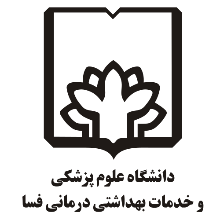 دانشگاه علوم پزشکی
و خدمات بهداشتی درمانی فسا